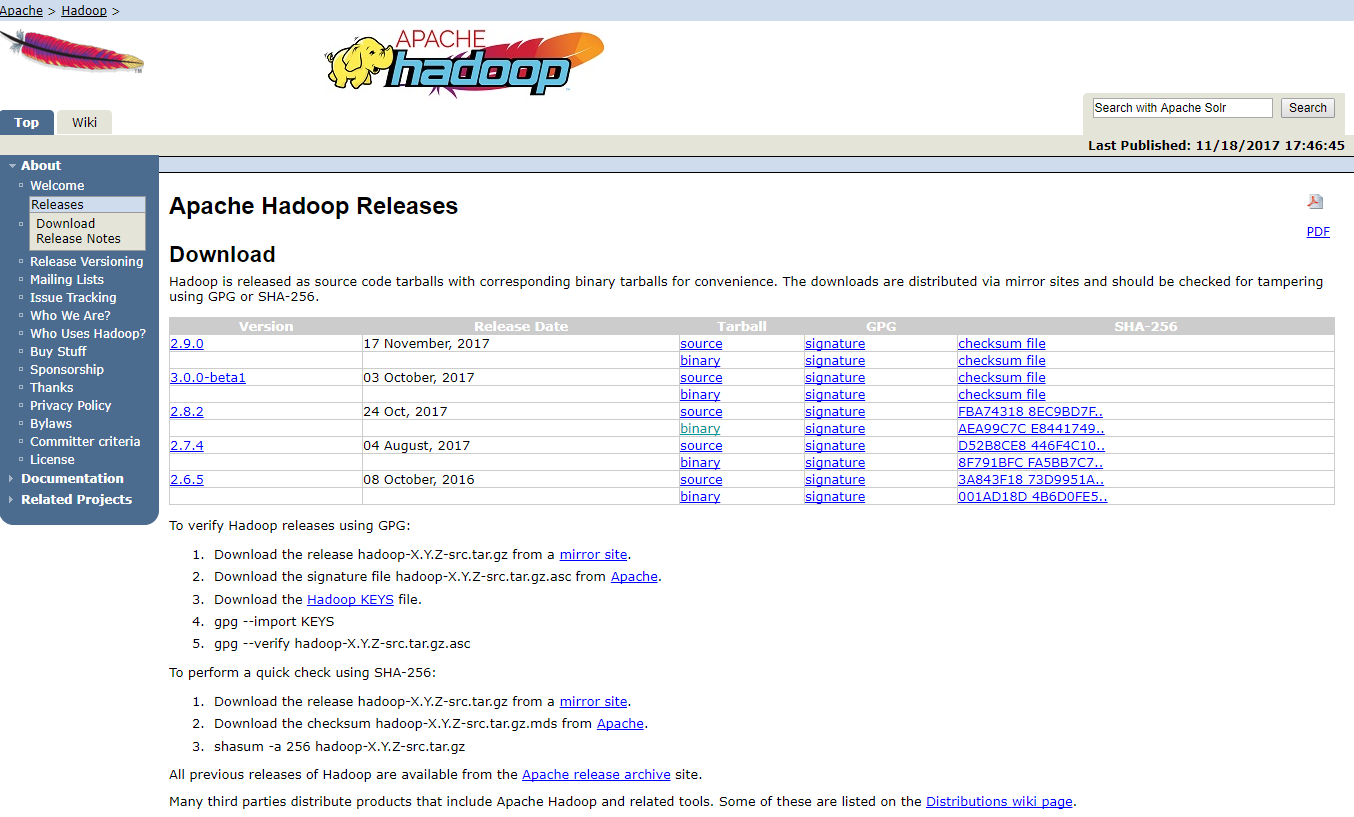 Apache > Hadoop >
APACHE
hadoop
TM
Top
Wiki
Search with Apache Solr
Search
Last Published: 11/18/2017 17:46:45
About
Welcome
Releases
Download
Release Notes
Release Versioning
Mailing Lists
Issue Tracking
Who We Are?
Who Uses Hadoop?
Buy Stuff
Sponsorship
Thanks
Privacy Policy
Bylaws
Committer criteria
License
Documentation
Related Projects
Apache Hadoop Releases
PDF
Download
Hadoop is released as source code tarballs with corresponding binary tarballs for convenience. The downloads are distributed via mirror sites and should be checked for tampering
using GPG or SHA-256.
Version Release Date Tarball GPG SHA-256
2.9.0 17 November, 2017 source signature checksum file
binary signature checksum file
3.0.0-beta1 03 October, 2017 source signature checksum file
binary signature checksum file
2.8.2 24 Oct, 2017 source signature FBA74318 8EC9BD7F..
binary signature AEA99C7C E8441749..
2.7.4 04 August, 2017 source signature D52B8CE8 446F4C10..
binary signature 8F791BFC FA5BB7C7..
2.6.5 08 October, 2016 source signature 3A843F18 73D9951A..
binary signature 001AD18D 4B6D0FE5..
To verify Hadoop releases using GPG:
1. Download the release hadoop-X.Y.Z-src.tar.gz from a mirror site.
2. Download the signature file hadoop-X.Y.Z-src.tar.gz.asc from Apache.
3. Download the Hadoop KEYS file.
4. gpg --import KEYS
5. gpg --verify hadoop-X.Y.Z-src.tar.gz.asc
To perform a quick check using SHA-256:
1. Download the release hadoop-X.Y.Z-src.tar.gz from a mirror site.
2. Download the checksum hadoop-X.Y.Z-src.tar.gz.mds from Apache.
3. shasum -a 256 hadoop-X.Y.Z-src.tar.gz
All previous releases of Hadoop are available from the Apache release archive site.
Many third parties distribute products that include Apache Hadoop and related tools. Some of these are listed on the Distributions wiki page.